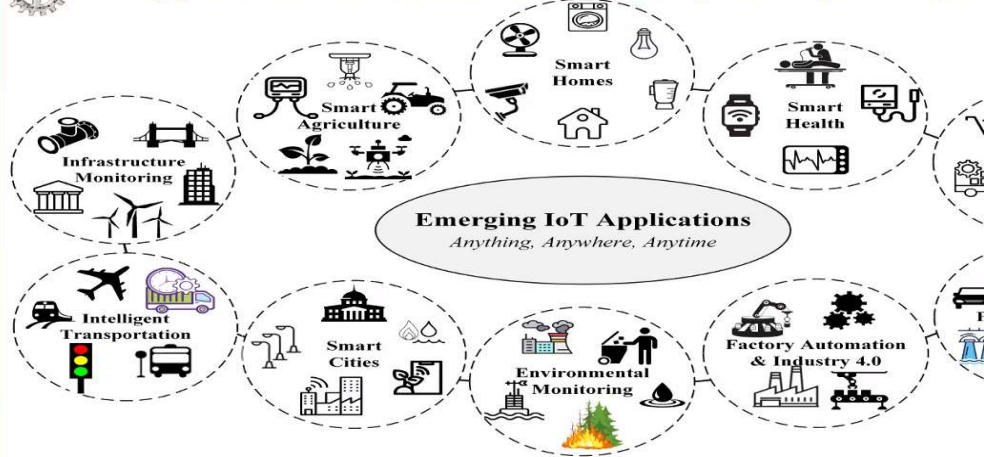 Smart
Homes
Smart
Agriculture
Smart
Health
Infrastructure
Monitoring
Emerging IoT Applications
Anything, Anywhere, Anytime
Intelligent
Transportation
Smart
Cities
Environmental
Monitoring
Factory Automation
& Industry 4.0